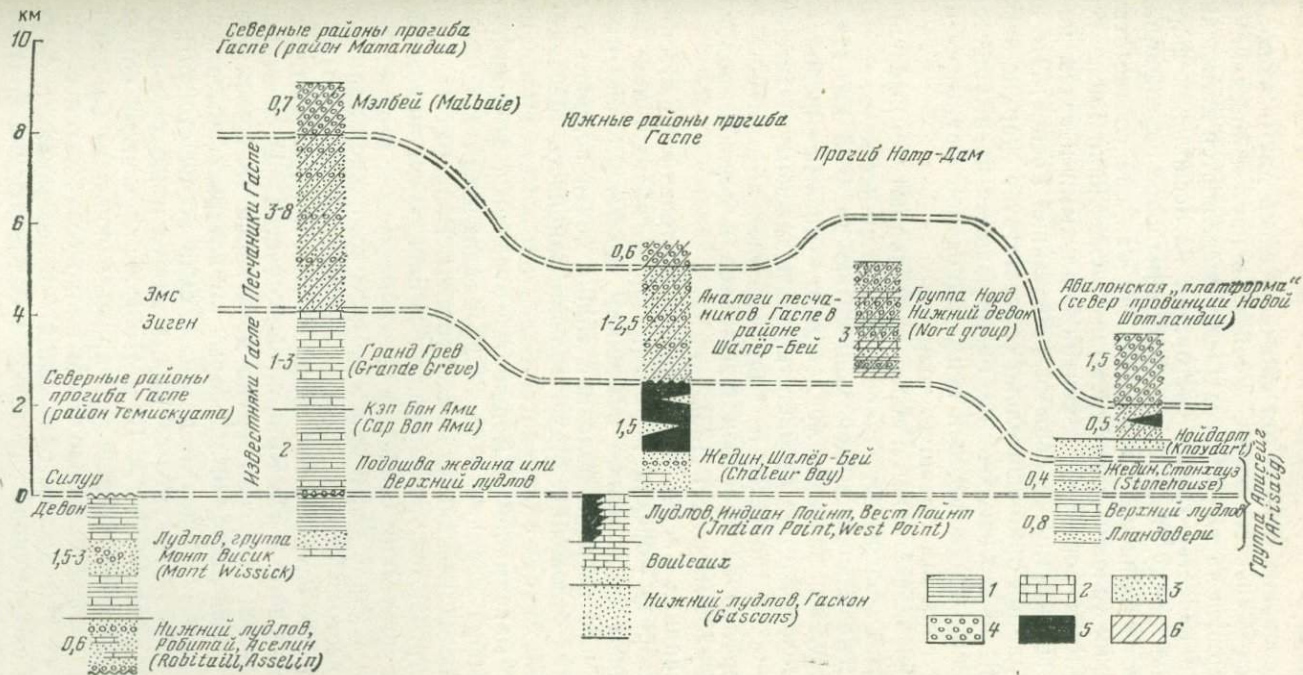 км
10
8
6
4
2
0
Северные районы прогиба
Гаспе (район Матапидиа)
0,7
Мэлбей (Malbaie)
Песчаники Гаспе
3-8
Эмс
Зиген
Известняки Гаспе
1-3
Гранд Грев
(Grande Greve)
2
Кэп Бон Ами
(Cap Bon Ami)
Подошва жедина или
верхний лудлов
Северные районы
прогиба Гаспе
(район Темискуата)
Силур
Девон
1,5-3
Лудлов, группа
Монт Висик
(Mont Wissick)
0,6
Нижний лудлов,
Робитай, Аселин
(Robitaill, Asselin)
Южные районы прогиба
Гаспе
0,6
1-2,5
Аналоги песча-
ников Гаспе в
районе
Шалёр-Бей
1,5
Жедин, Шалёр-Бей
(Chaleur Bay)
Лудлов, Индиан Пойнт, Вест Пойнт
(Indian Point, West Point)
Bouleaux
Нижний лудлов, Гаскон
(Gascons)
Прогиб Нотр-Дам
3
Группа Норд
Нижний девон
(Nord group)
Авалонская „платформа“
(север провинции Новой
Шотландии)
1,5
0,5
Нойдарт
(Knoydart)
0,4
Жедин, Стонхауз
(Stonehouse)
0,8
Верхний лудлов
Лландовери
Группа Арисейг
(Arisaig)
1
2
3
4
5
6